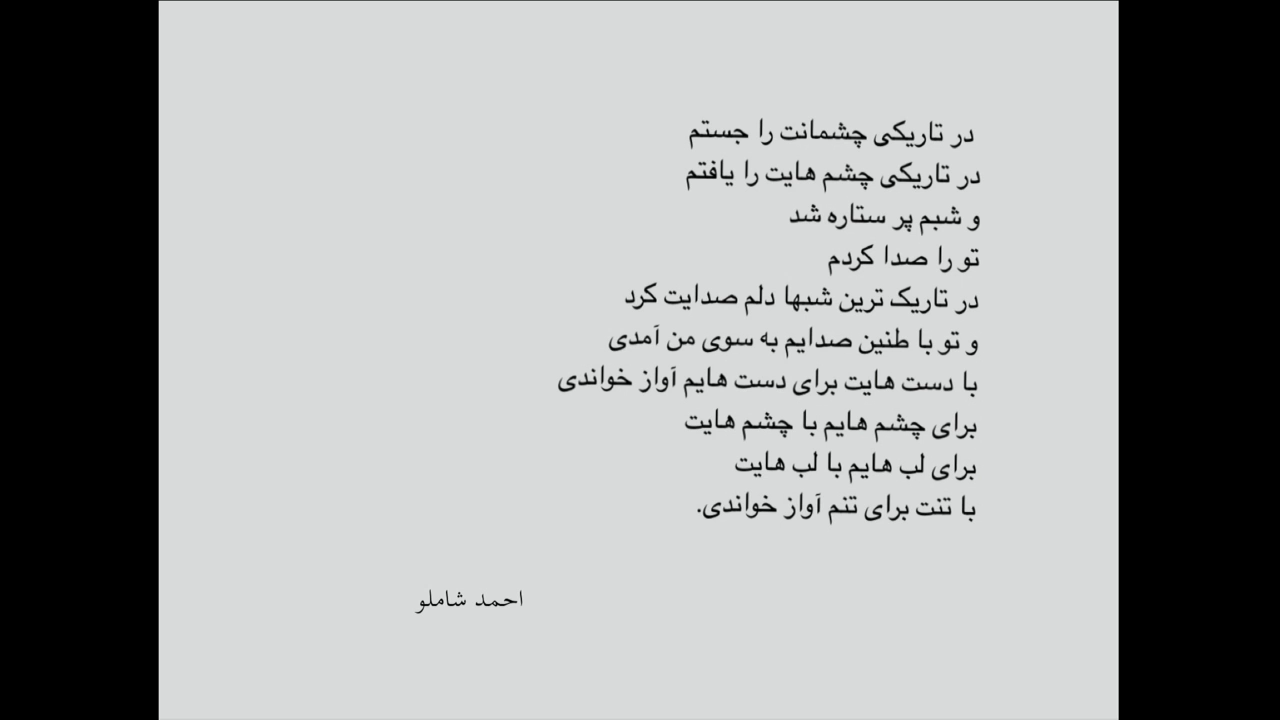 در تاریکی چشمانت را جستم
در تاریکی چشم هایت را یافتم
و شبم پر ستاره شد
تو را صدا کردم
در تاریک ترین شبها دلم صدایت کرد
و تو با طنین صدایم به سوی من آمدی
با دست هایت برای دست هایم آواز خواندی
برای چشم هایم با چشم هایت
برای لب هایم با لب هایت
با تنت برای تنم آواز خواندی.
احمد شاملو